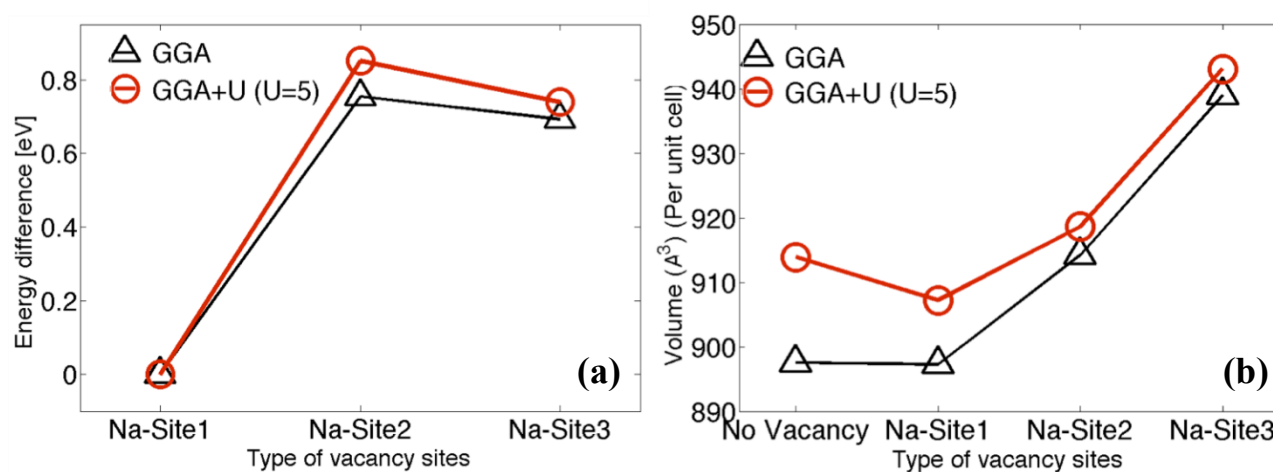 GGA
GGA+U (U=5)
0.8
0.6
0.4
0.2
0
Energy difference [eV]
(a)
Na-Site1 Na-Site2 Na-Site3
Type of vacancy sites
950
GGA
GGA+U (U=5)
940
930
920
910
900
890
Volume (A^3) (Per unit cell)
(b)
No Vacancy Na-Site1 Na-Site2 Na-Site3
Type of vacancy sites